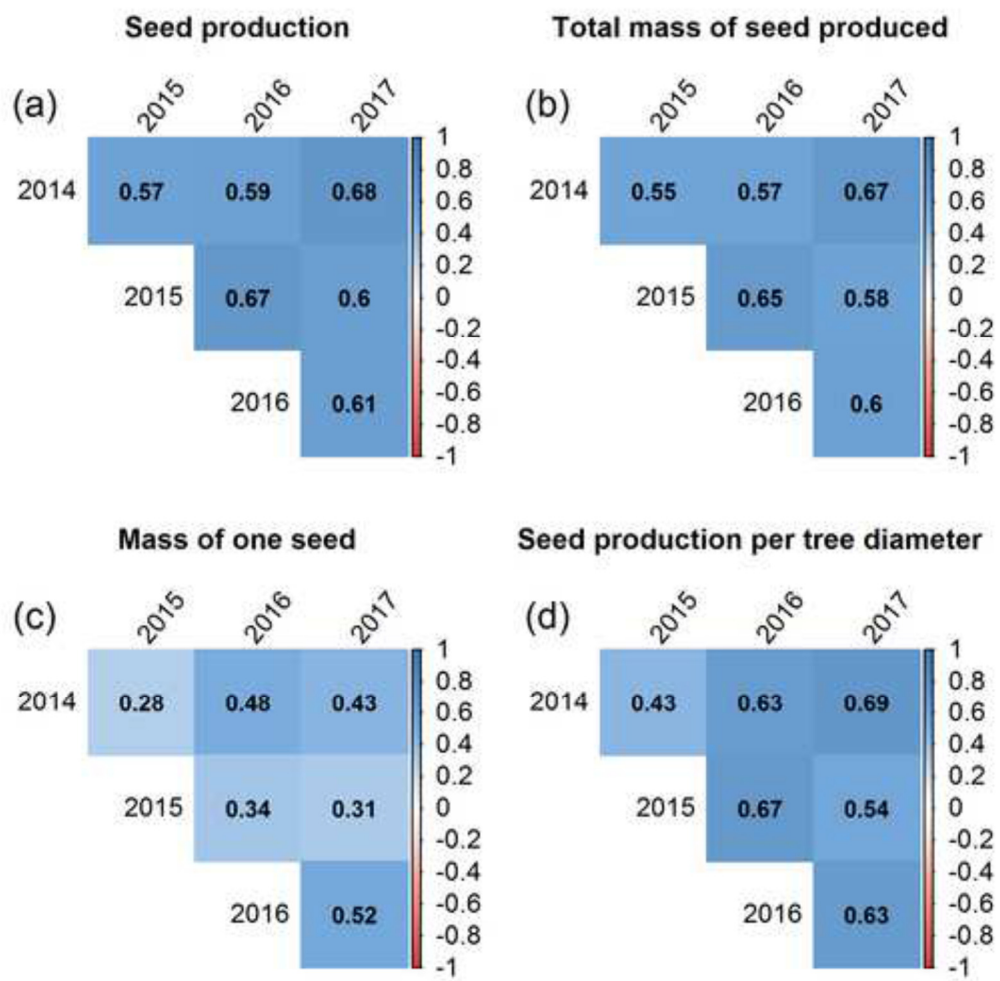 Seed production
(a)
2015 2016 2017
2014 0.57 0.59 0.68
2015 0.67 0.6
2016 0.61
1
0.8
0.6
0.4
0.2
0
-0.2
-0.4
-0.6
-0.8
-1
Total mass of seed produced
(b)
2015 2016 2017
2014 0.55 0.57 0.67
2015 0.65 0.58
2016 0.6
1
0.8
0.6
0.4
0.2
0
-0.2
-0.4
-0.6
-0.8
-1
Mass of one seed
(c)
2015 2016 2017
2014 0.28 0.48 0.43
2015 0.34 0.31
2016 0.52
1
0.8
0.6
0.4
0.2
0
-0.2
-0.4
-0.6
-0.8
-1
Seed production per tree diameter
(d)
2015 2016 2017
2014 0.43 0.63 0.69
2015 0.67 0.54
2016 0.63
1
0.8
0.6
0.4
0.2
0
-0.2
-0.4
-0.6
-0.8
-1